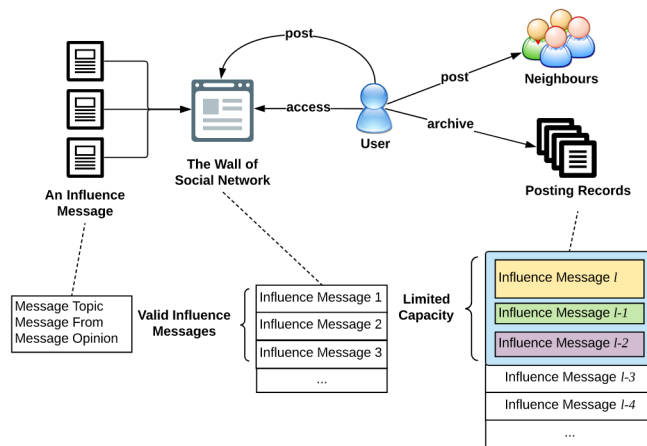 post
post
Neighbours
access
User
archive
The Wall of
Social Network
An Influence
Message
Posting Records
Message Topic
Message From
Message Opinion
Valid Influence
Messages
Influence Message 1
Influence Message 2
Influence Message 3
...
Limited
Capacity
Influence Message l
Influence Message l-1
Influence Message l-2
Influence Message l-3
Influence Message l-4
...